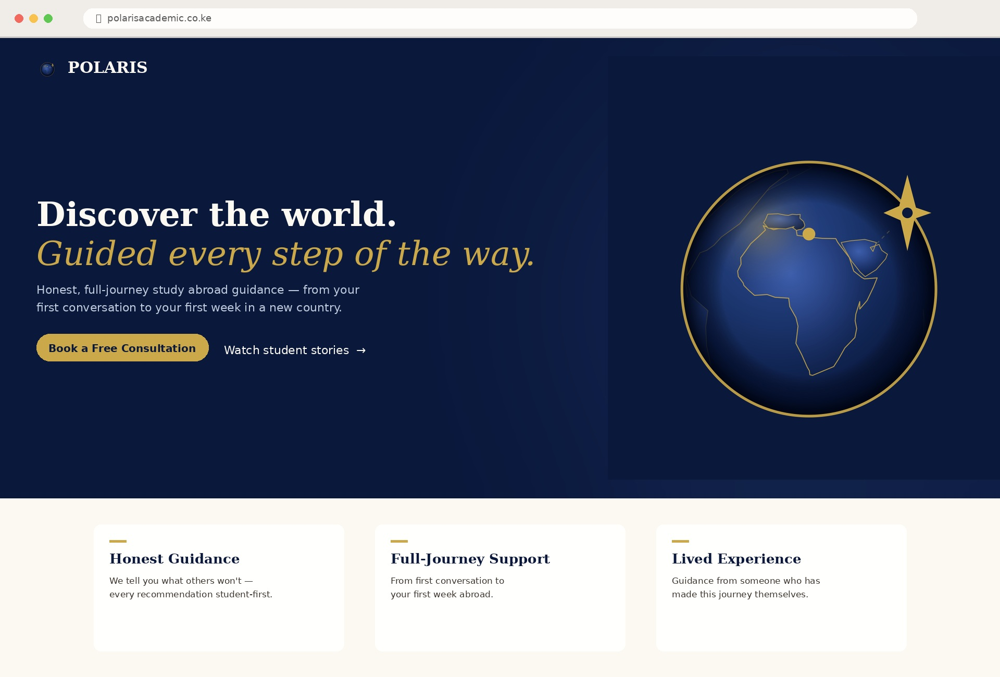 polarisacademic.co.ke
POLARIS
Discover the world.
Guided every step of the way.
Honest, full-journey study abroad guidance — from your
first conversation to your first week in a new country.
Book a Free Consultation
Watch student stories →
Honest Guidance
We tell you what others won't —
every recommendation student-first.
Full-Journey Support
From first conversation to
your first week abroad.
Lived Experience
Guidance from someone who has
made this journey themselves.